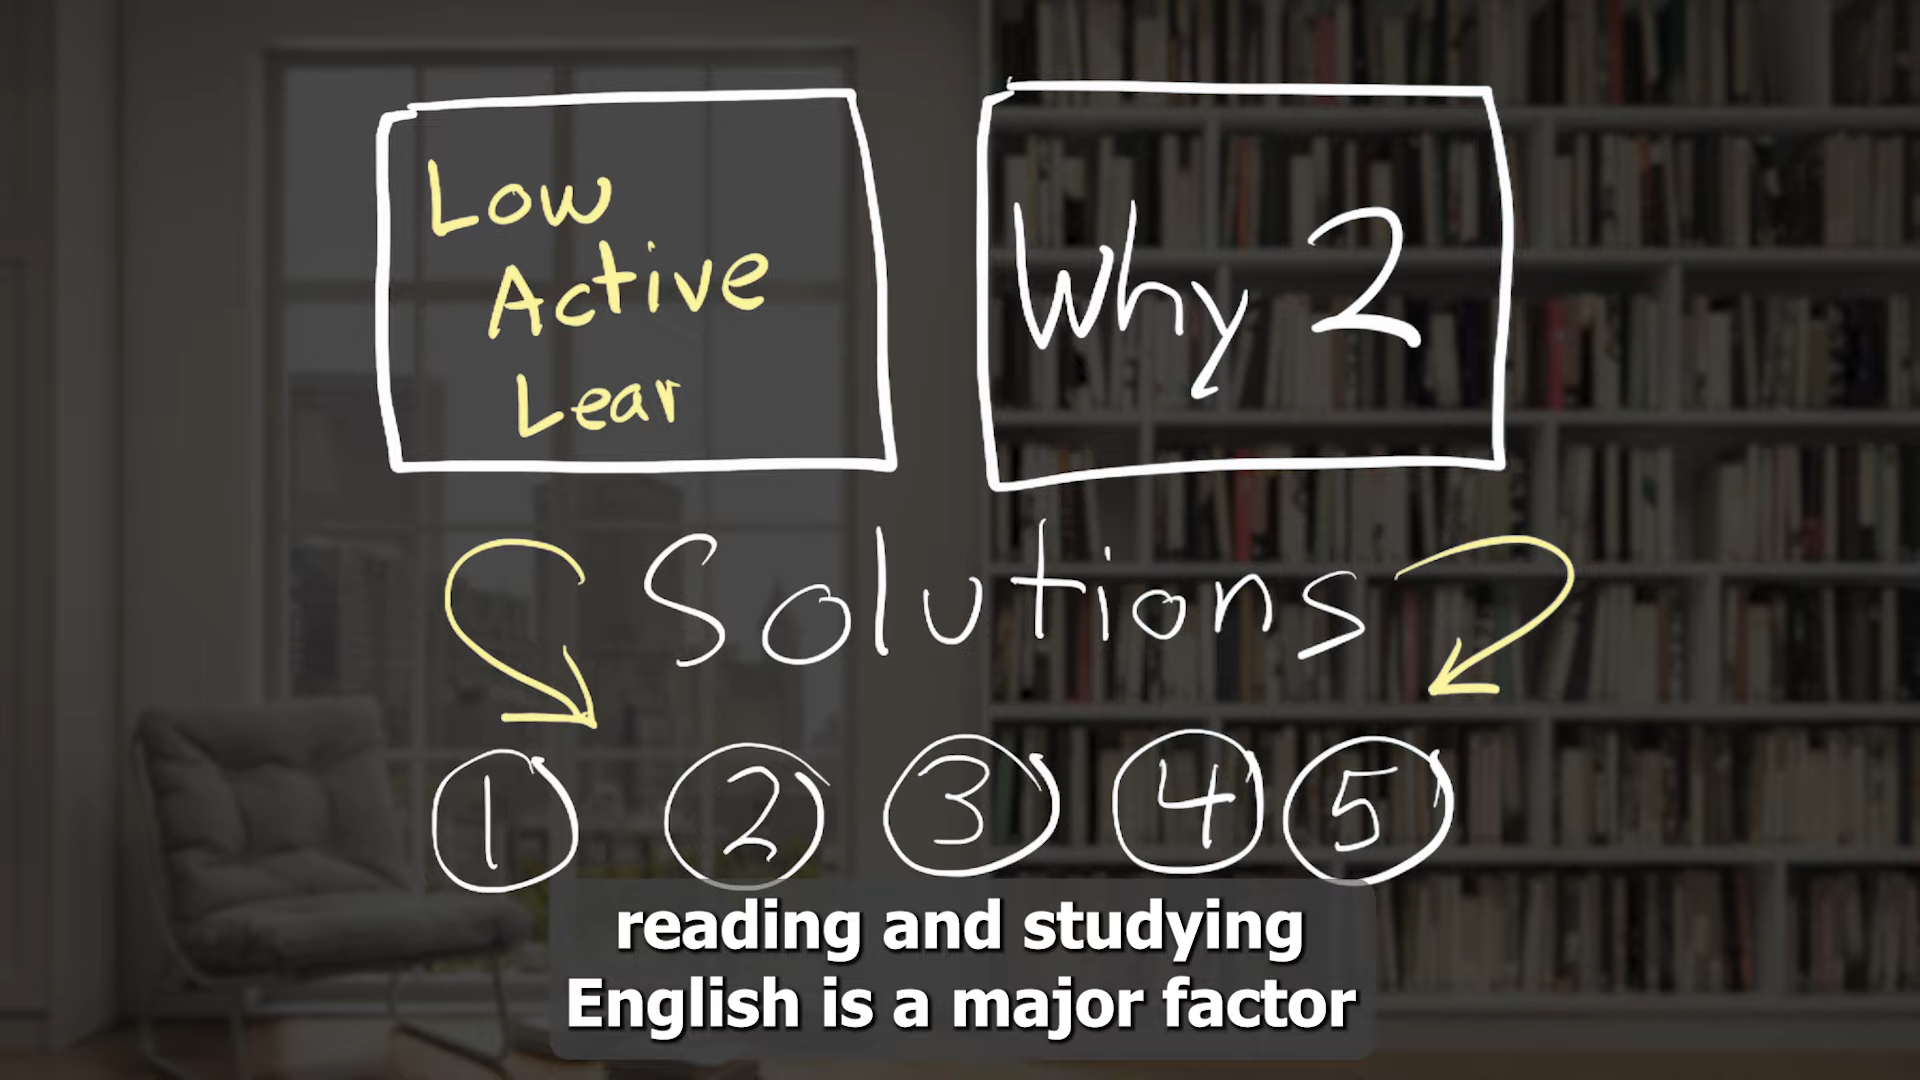 Low
Active
Lear
Why 2
Solutions
1 2 3 4 5
reading and studying
English is a major factor